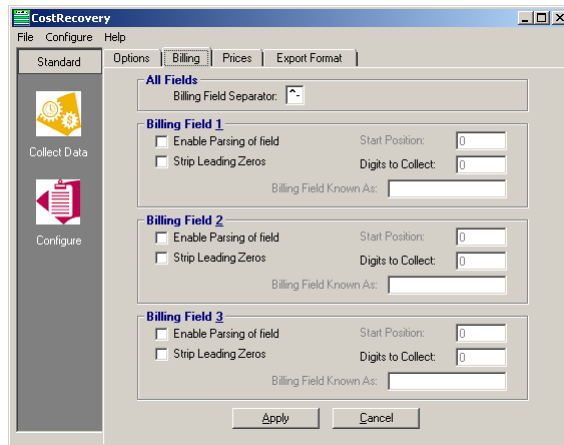 CostRecovery
File Configure Help
Standard
Options Billing Prices Export Format
All Fields
Billing Field Separator: ^-
Collect Data
Configure
Billing Field 1
Enable Parsing of field Start Position: 0
Strip Leading Zeros Digits to Collect: 0
Billing Field Known As:
Billing Field 2
Enable Parsing of field Start Position: 0
Strip Leading Zeros Digits to Collect: 0
Billing Field Known As:
Billing Field 3
Enable Parsing of field Start Position: 0
Strip Leading Zeros Digits to Collect: 0
Billing Field Known As:
Apply Cancel